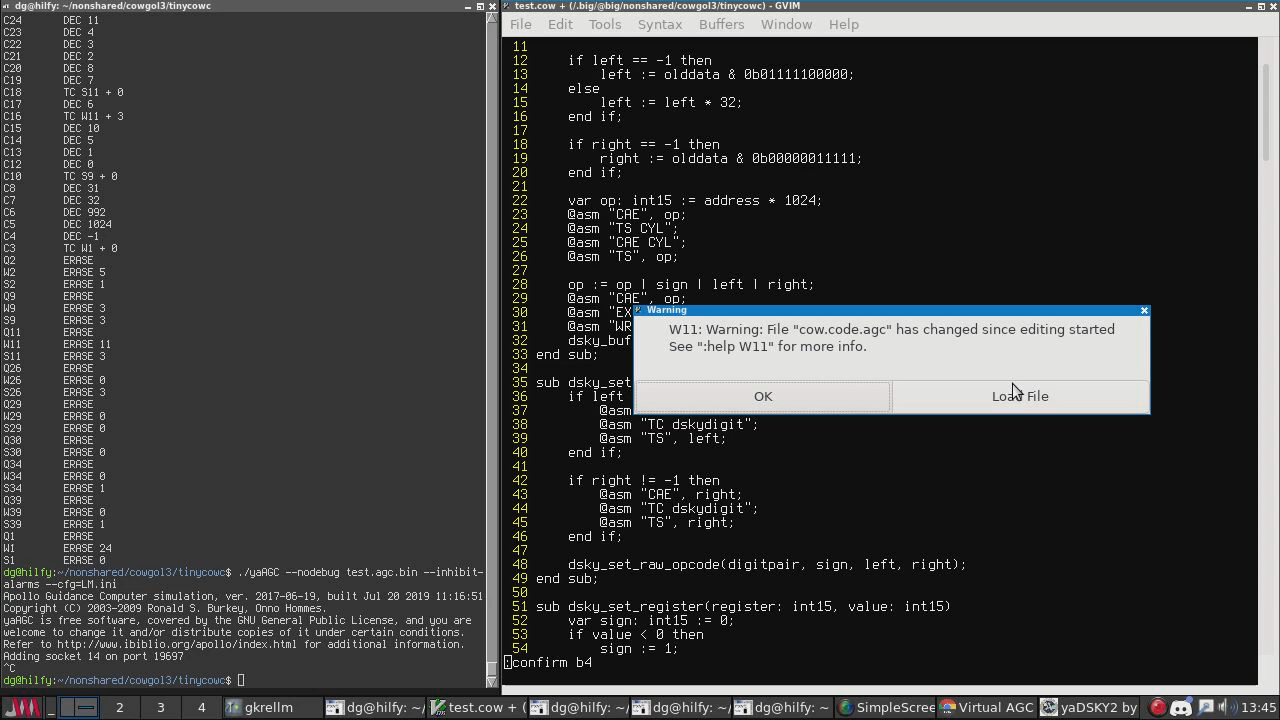 dg@hilfy: ~/nonshared/cowgol3/tinycowc
C24 DEC 11
C23 DEC 4
C22 DEC 3
C21 DEC 2
C20 DEC 8
C19 DEC 7
C18 TC S11 + 0
C17 DEC 6
C16 TC W11 + 3
C15 DEC 10
C14 DEC 5
C13 DEC 1
C12 DEC 0
C10 TC S9 + 0
C8 DEC 31
C7 DEC 32
C6 DEC 992
C5 DEC 1024
C4 DEC -1
C3 TC W1 + 0
Q2 ERASE
W2 ERASE 5
S2 ERASE 1
Q9 ERASE
W9 ERASE 3
S9 ERASE 3
Q11 ERASE
W11 ERASE 11
S11 ERASE 3
Q26 ERASE
W26 ERASE 0
S26 ERASE 3
Q29 ERASE
W29 ERASE 0
S29 ERASE 0
Q30 ERASE
S30 ERASE 0
Q34 ERASE
W34 ERASE 0
S34 ERASE 1
Q39 ERASE
W39 ERASE 0
S39 ERASE 1
Q1 ERASE
W1 ERASE 24
S1 ERASE 0
dg@hilfy:~/nonshared/cowgol3/tinycowc$ ./yaAGC --nodebug test.agc.bin --inhibit-
alarms --cfg=LM.ini
Apollo Guidance Computer simulation, ver. 2017-06-19, built Jul 20 2019 11:16:51
Copyright (C) 2003-2009 Ronald S. Burkey, Onno Hommes.
yaAGC is free software, covered by the GNU General Public License, and you are
welcome to change it and/or distribute copies of it under certain conditions.
Refer to http://www.ibiblio.org/apollo/index.html for additional information.
Adding socket 14 on port 19697
^C
dg@hilfy:~/nonshared/cowgol3/tinycowc$
test.cow + (/.big/@big/nonshared/cowgol3/tinycowc) - GVIM
File Edit Tools Syntax Buffers Window Help
11
12 if left == -1 then
13 left := olddata & 0b01111100000;
14 else
15 left := left * 32;
16 end if;
17
18 if right == -1 then
19 right := olddata & 0b00000011111;
20 end if;
21
22 var op: int15 := address * 1024;
23 @asm "CAE", op;
24 @asm "TS CYL";
25 @asm "CAE CYL";
26 @asm "TS", op;
27
28 op := op | sign | left | right;
29 @asm "CAE", op;
30 @asm "EX
31 @asm "WR
32 dsky_buf
33 end sub;
34
35 sub dsky_set
36 if left
37 @asm
38 @asm "TC dskydigit";
39 @asm "TS", left;
40 end if;
41
42 if right != -1 then
43 @asm "CAE", right;
44 @asm "TC dskydigit";
45 @asm "TS", right;
46 end if;
47
48 dsky_set_raw_opcode(digitpair, sign, left, right);
49 end sub;
50
51 sub dsky_set_register(register: int15, value: int15)
52 var sign: int15 := 0;
53 if value < 0 then
54 sign := 1;
:confirm b4
Warning
W11: Warning: File "cow.code.agc" has changed since editing started
See ":help W11" for more info.
OK Load File
2 3 4 gkrellm dg@hilfy: ~/ test.cow + ( dg@hilfy: ~/ dg@hilfy: ~/ dg@hilfy: ~/ SimpleScree Virtual AGC yaDSKY2 by 13:45